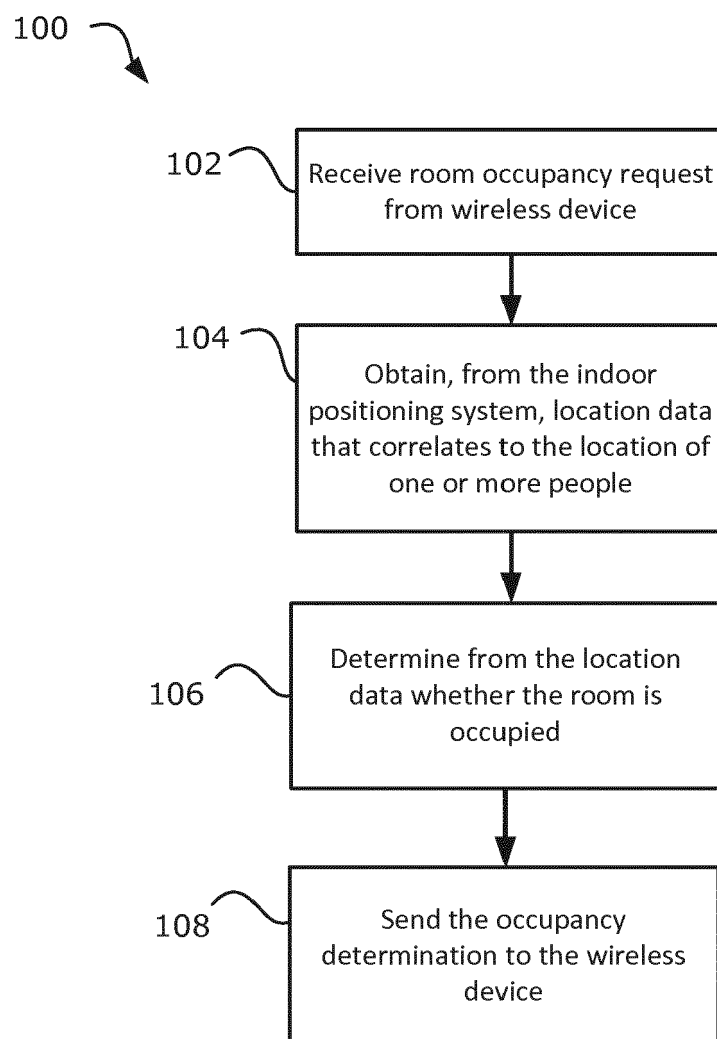 100
102
Receive room occupancy request
from wireless device
104
Obtain, from the indoor
positioning system, location data
that correlates to the location of
one or more people
106
Determine from the location
data whether the room is
occupied
108
Send the occupancy
determination to the wireless
device